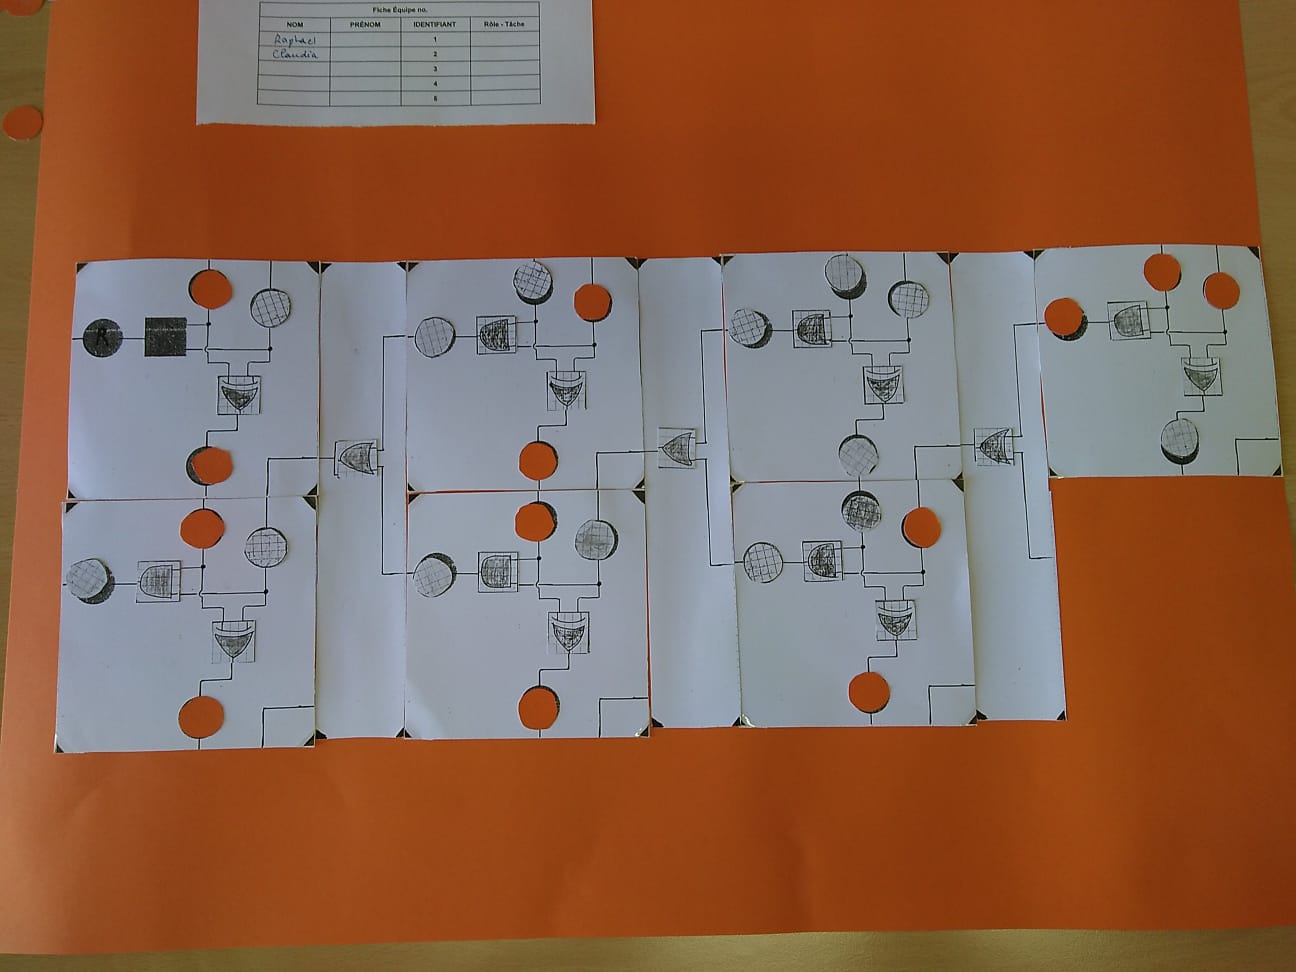 Fiche Équipe no.
NOM PRÉNOM IDENTIFIANT Rôle - Tâche
Raphael 1
Claudia 2
3
4
5
R